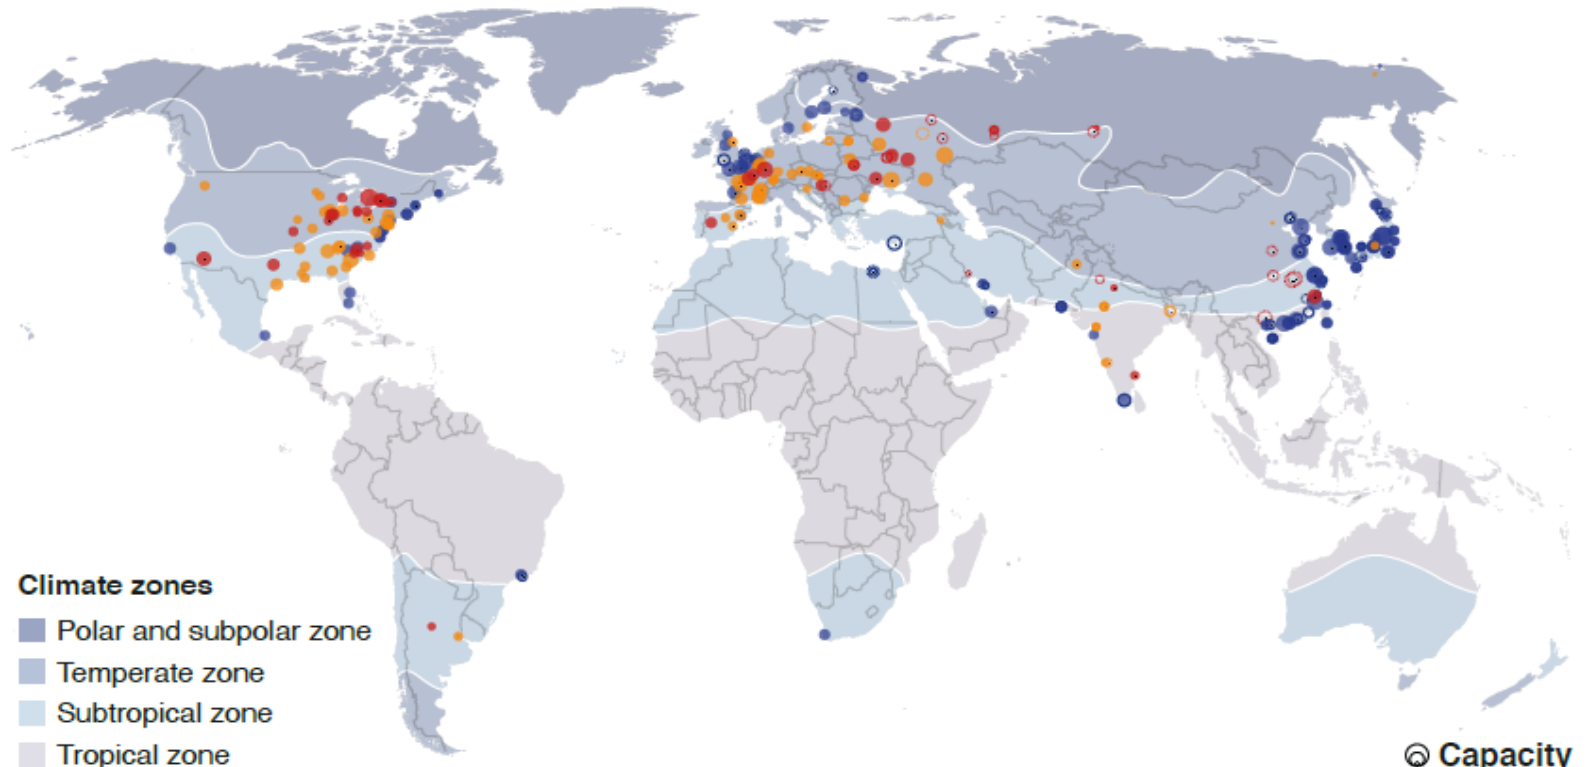 Climate zones
Polar and subpolar zone
Temperate zone
Subtropical zone
Tropical zone
Capacity